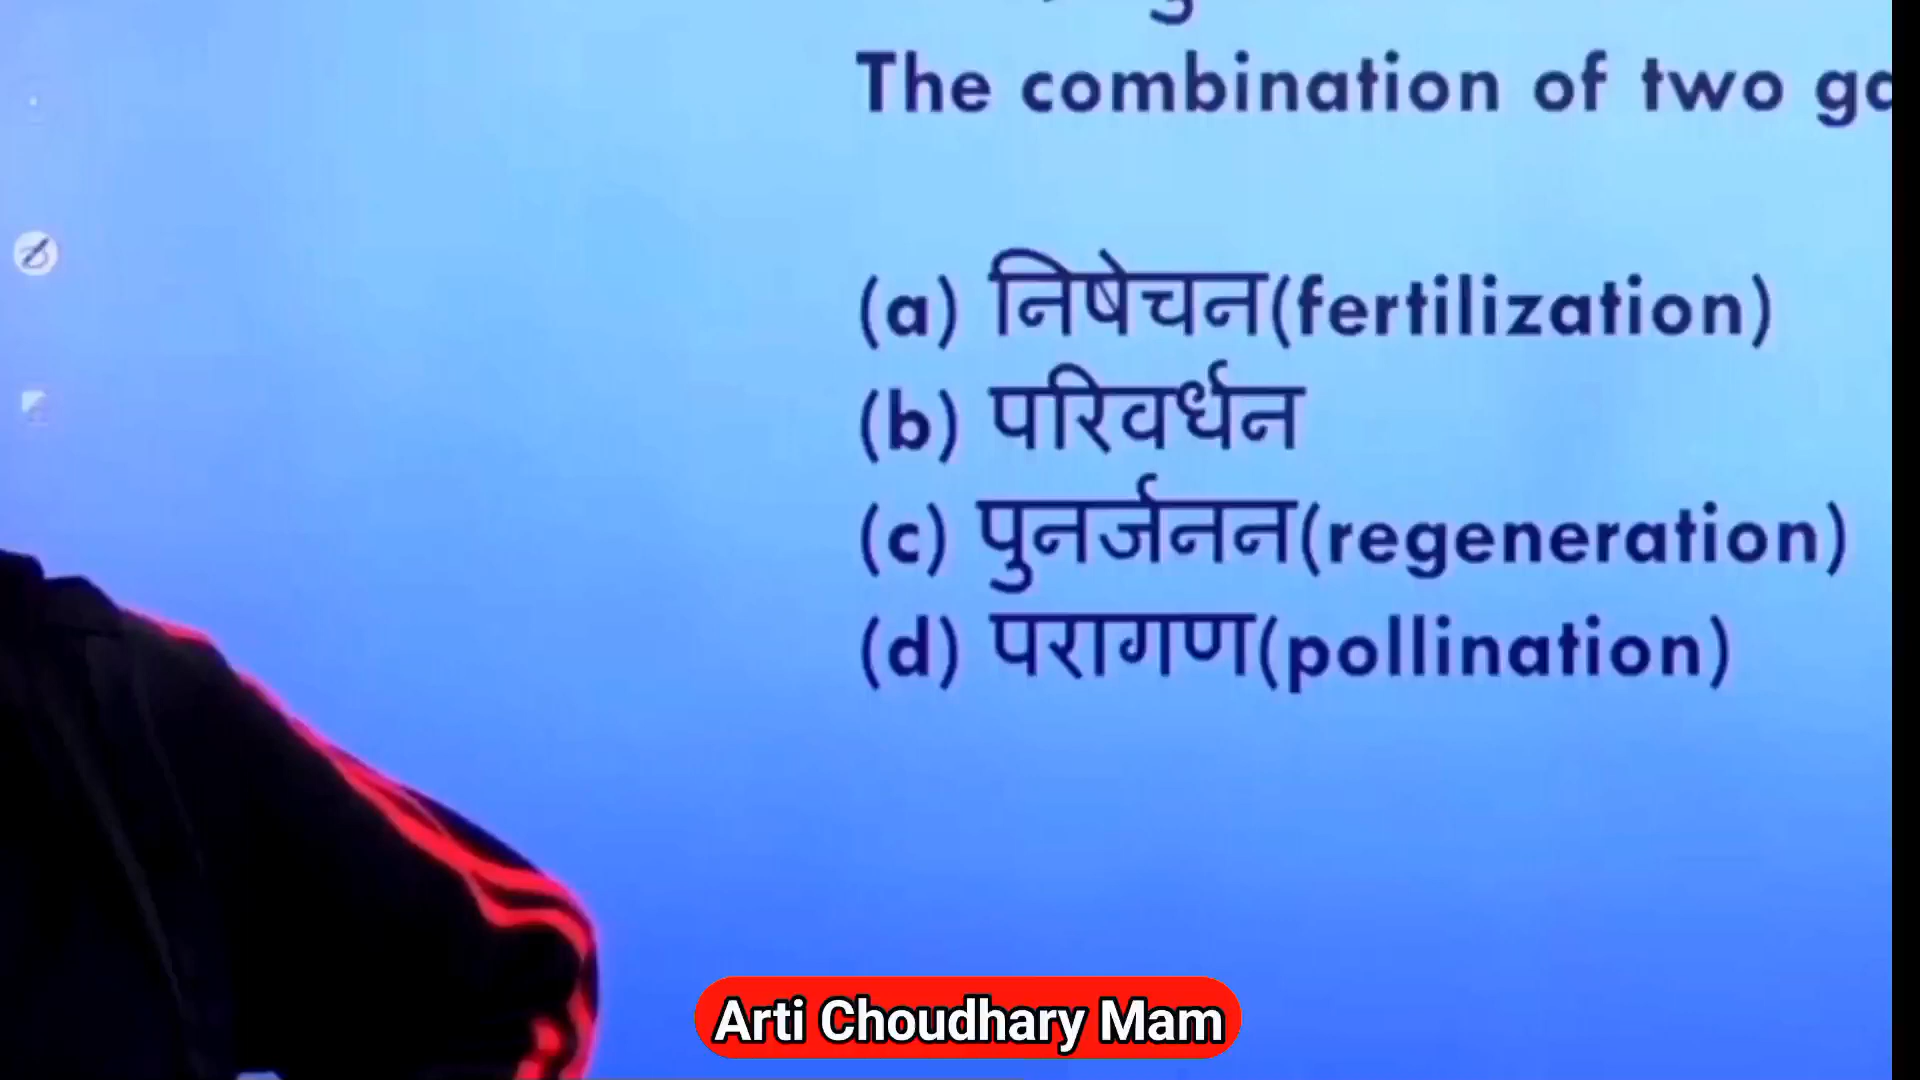 The combination of two
(a) निषेचन(fertilization)
(b) परिवर्धन
(c) पुनर्जनन(regeneration)
(d) परागण(pollination)
Arti Choudhary Mam